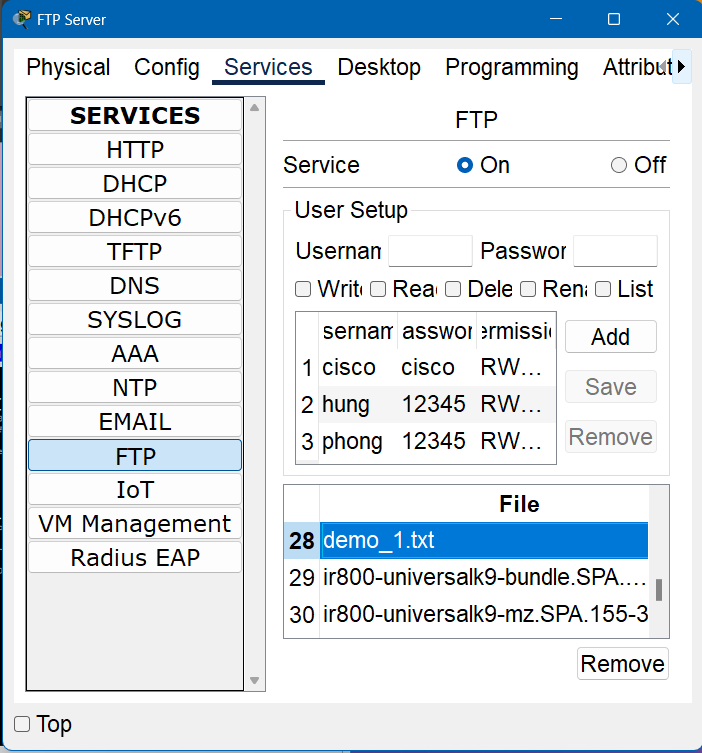 FTP Server
Physical Config Services Desktop Programming Attribut
SERVICES
HTTP
DHCP
DHCPv6
TFTP
DNS
SYSLOG
AAA
NTP
EMAIL
FTP
IoT
VM Management
Radius EAP
FTP
Service On Off
User Setup
Usernam Passwor
Write Read Dele Rena List
sernam asswor ermissi
1 cisco cisco RW...
2 hung 12345 RW...
3 phong 12345 RW...
Add
Save
Remove
File
28 demo_1.txt
29 ir800-universalk9-bundle.SPA....
30 ir800-universalk9-mz.SPA.155-3
Remove
Top